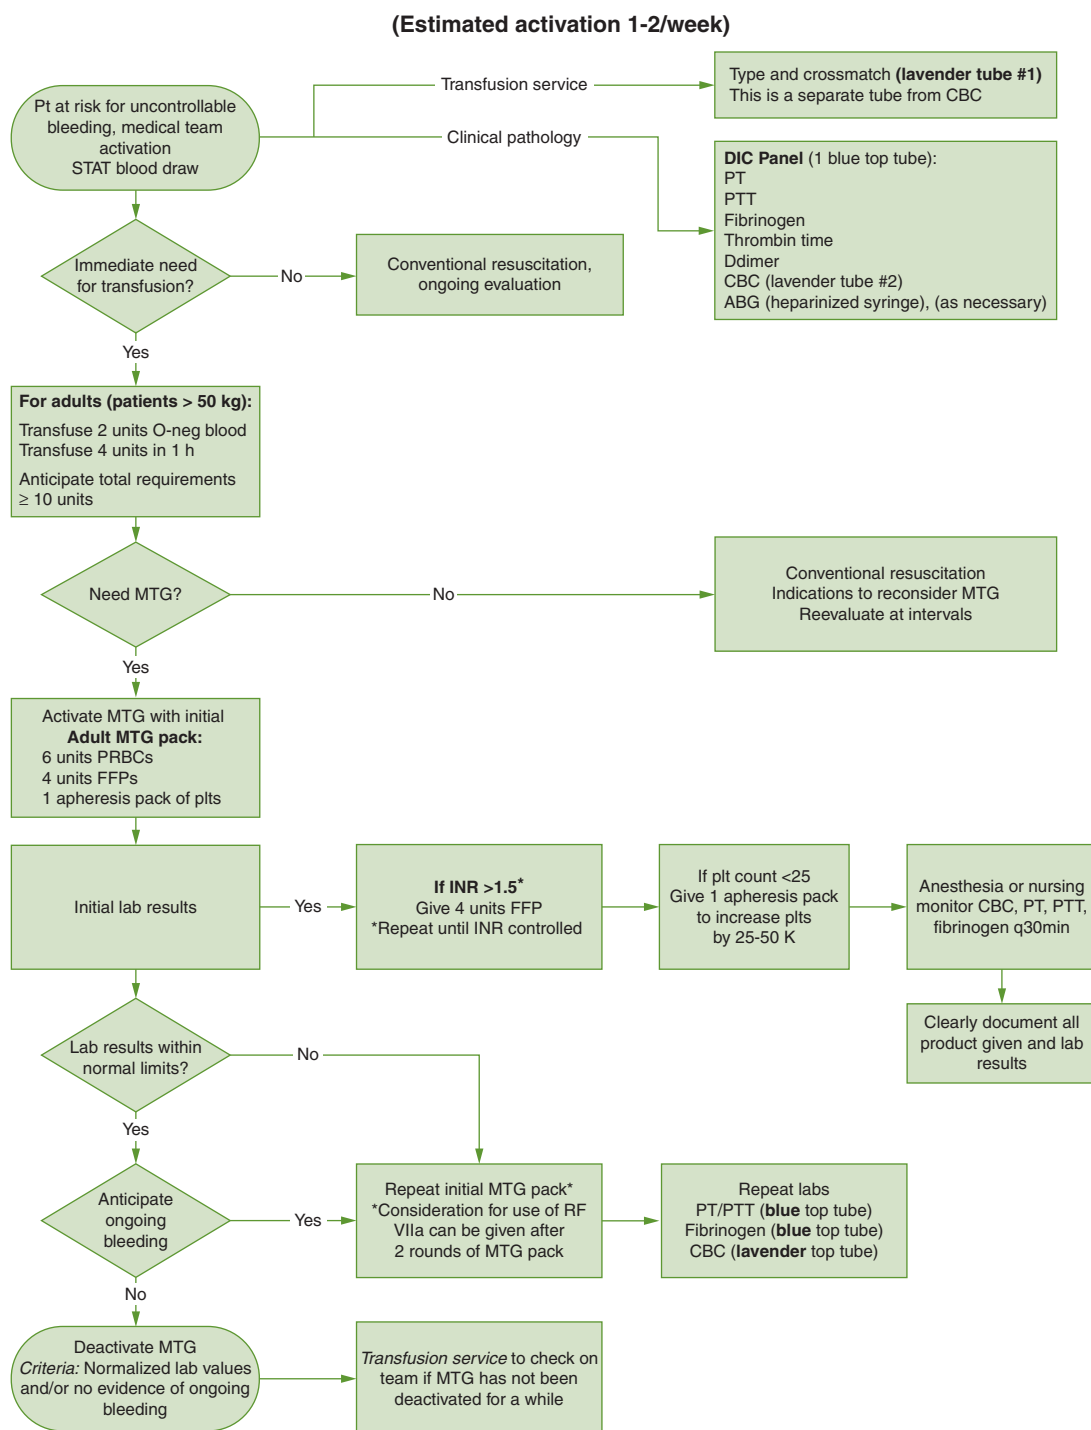 (Estimated activation 1-2/week)
Pt at risk for uncontrollable
bleeding, medical team
activation
STAT blood draw
Transfusion service
Type and crossmatch (lavender tube #1)
This is a separate tube from CBC
Clinical pathology
DIC Panel (1 blue top tube):
PT
PTT
Fibrinogen
Thrombin time
Ddimer
CBC (lavender tube #2)
ABG (heparinized syringe), (as necessary)
Immediate need
for transfusion?
No
Conventional resuscitation,
ongoing evaluation
Yes
For adults (patients > 50 kg):
Transfuse 2 units O-neg blood
Transfuse 4 units in 1 h
Anticipate total requirements
≥ 10 units
Need MTG?
No
Conventional resuscitation
Indications to reconsider MTG
Reevaluate at intervals
Yes
Activate MTG with initial
Adult MTG pack:
6 units PRBCs
4 units FFPs
1 apheresis pack of plts
Initial lab results
Yes
If INR >1.5*
Give 4 units FFP
*Repeat until INR controlled
If plt count <25
Give 1 apheresis pack
to increase plts
by 25-50 K
Anesthesia or nursing
monitor CBC, PT, PTT,
fibrinogen q30min
Clearly document all
product given and lab
results
Lab results within
normal limits?
No
Yes
Anticipate
ongoing
bleeding
Yes
Repeat initial MTG pack*
*Consideration for use of RF
VIIa can be given after
2 rounds of MTG pack
Repeat labs
PT/PTT (blue top tube)
Fibrinogen (blue top tube)
CBC (lavender top tube)
No
Deactivate MTG
Criteria: Normalized lab values
and/or no evidence of ongoing
bleeding
Transfusion service to check on
team if MTG has not been
deactivated for a while